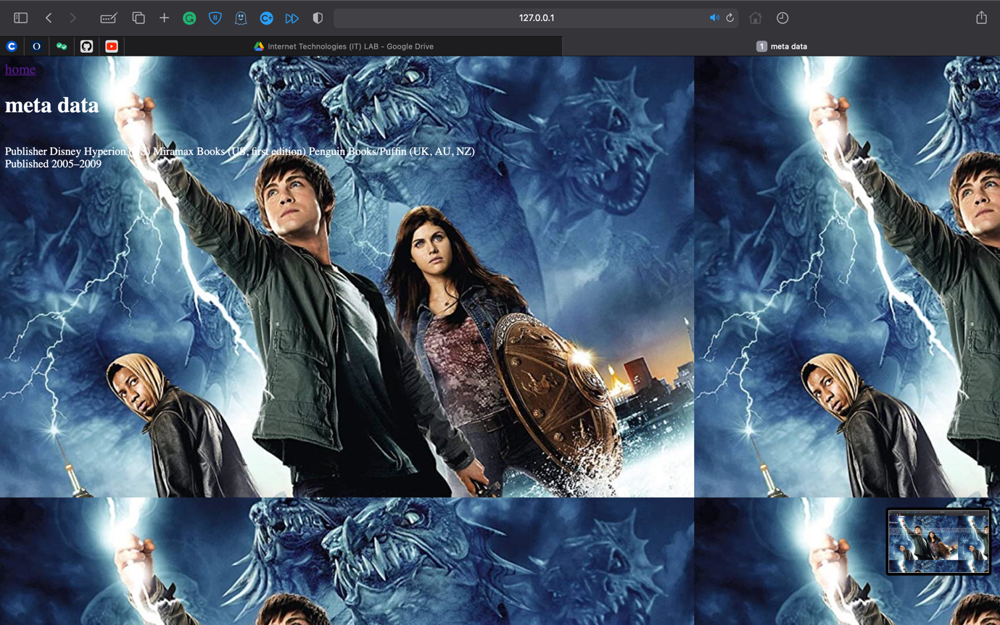 127.0.0.1
Internet Technologies (IT) LAB - Google Drive
1 meta data
home
meta data
Publisher Disney Hyperion (US) Miramax Books (US, first edition) Penguin Books/Puffin (UK, AU, NZ)
Published 2005–2009